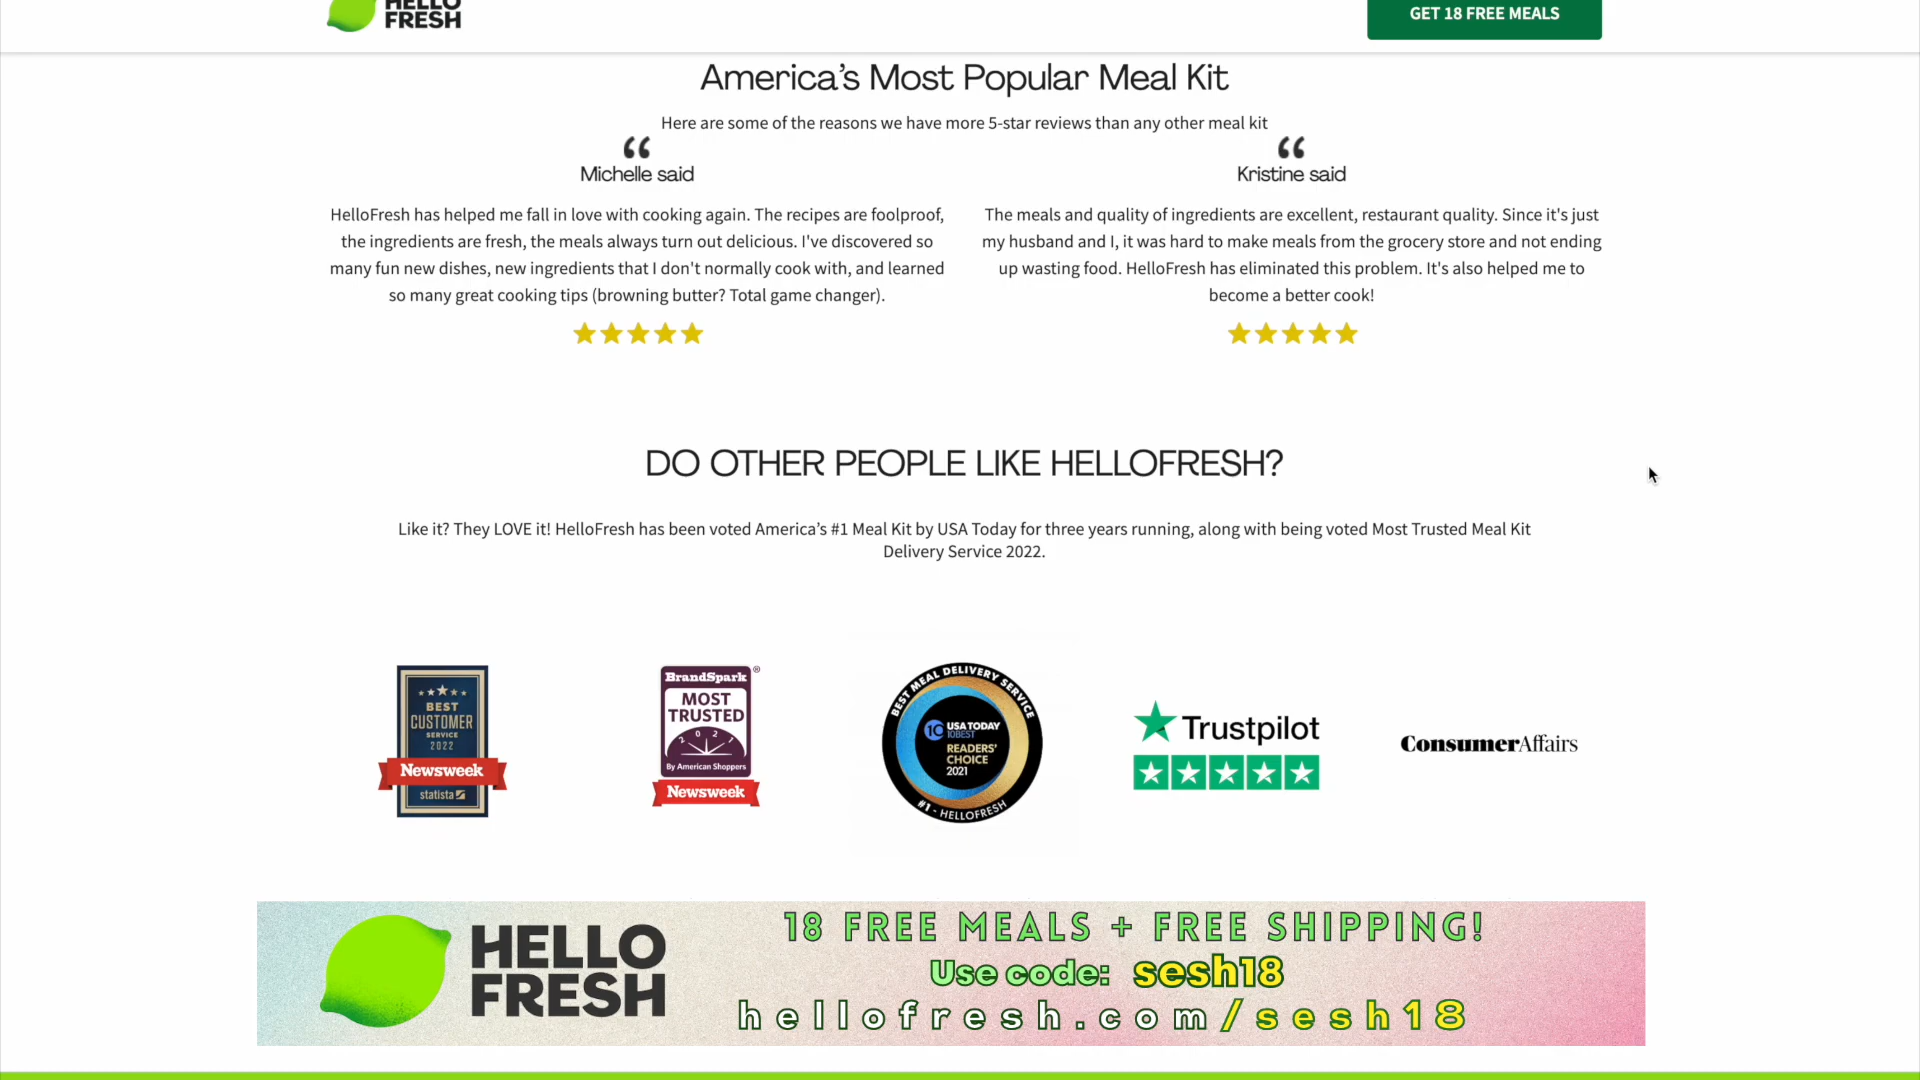 HELLO
FRESH
GET 18 FREE MEALS
America's Most Popular Meal Kit
Here are some of the reasons we have more 5-star reviews than any other meal kit
“
Michelle said
HelloFresh has helped me fall in love with cooking again. The recipes are foolproof,
the ingredients are fresh, the meals always turn out delicious. I've discovered so
many fun new dishes, new ingredients that I don't normally cook with, and learned
so many great cooking tips (browning butter? Total game changer).
“
Kristine said
The meals and quality of ingredients are excellent, restaurant quality. Since it's just
my husband and I, it was hard to make meals from the grocery store and not ending
up wasting food. HelloFresh has eliminated this problem. It's also helped me to
become a better cook!
DO OTHER PEOPLE LIKE HELLOFRESH?
Like it? They LOVE it! HelloFresh has been voted America's #1 Meal Kit by USA Today for three years running, along with being voted Most Trusted Meal Kit
Delivery Service 2022.
BEST
CUSTOMER
SERVICE
2022
Newsweek
statista
BrandSpark®
MOST
TRUSTED
2021
By American Shoppers
Newsweek
BEST MEAL DELIVERY SERVICE
10 USA TODAY
10BEST
READERS'
CHOICE
2021
#1 - HELLOFRESH
Trustpilot
ConsumerAffairs
HELLO
FRESH
18 FREE MEALS + FREE SHIPPING!
Use code: sesh18
hellofresh.com/sesh18